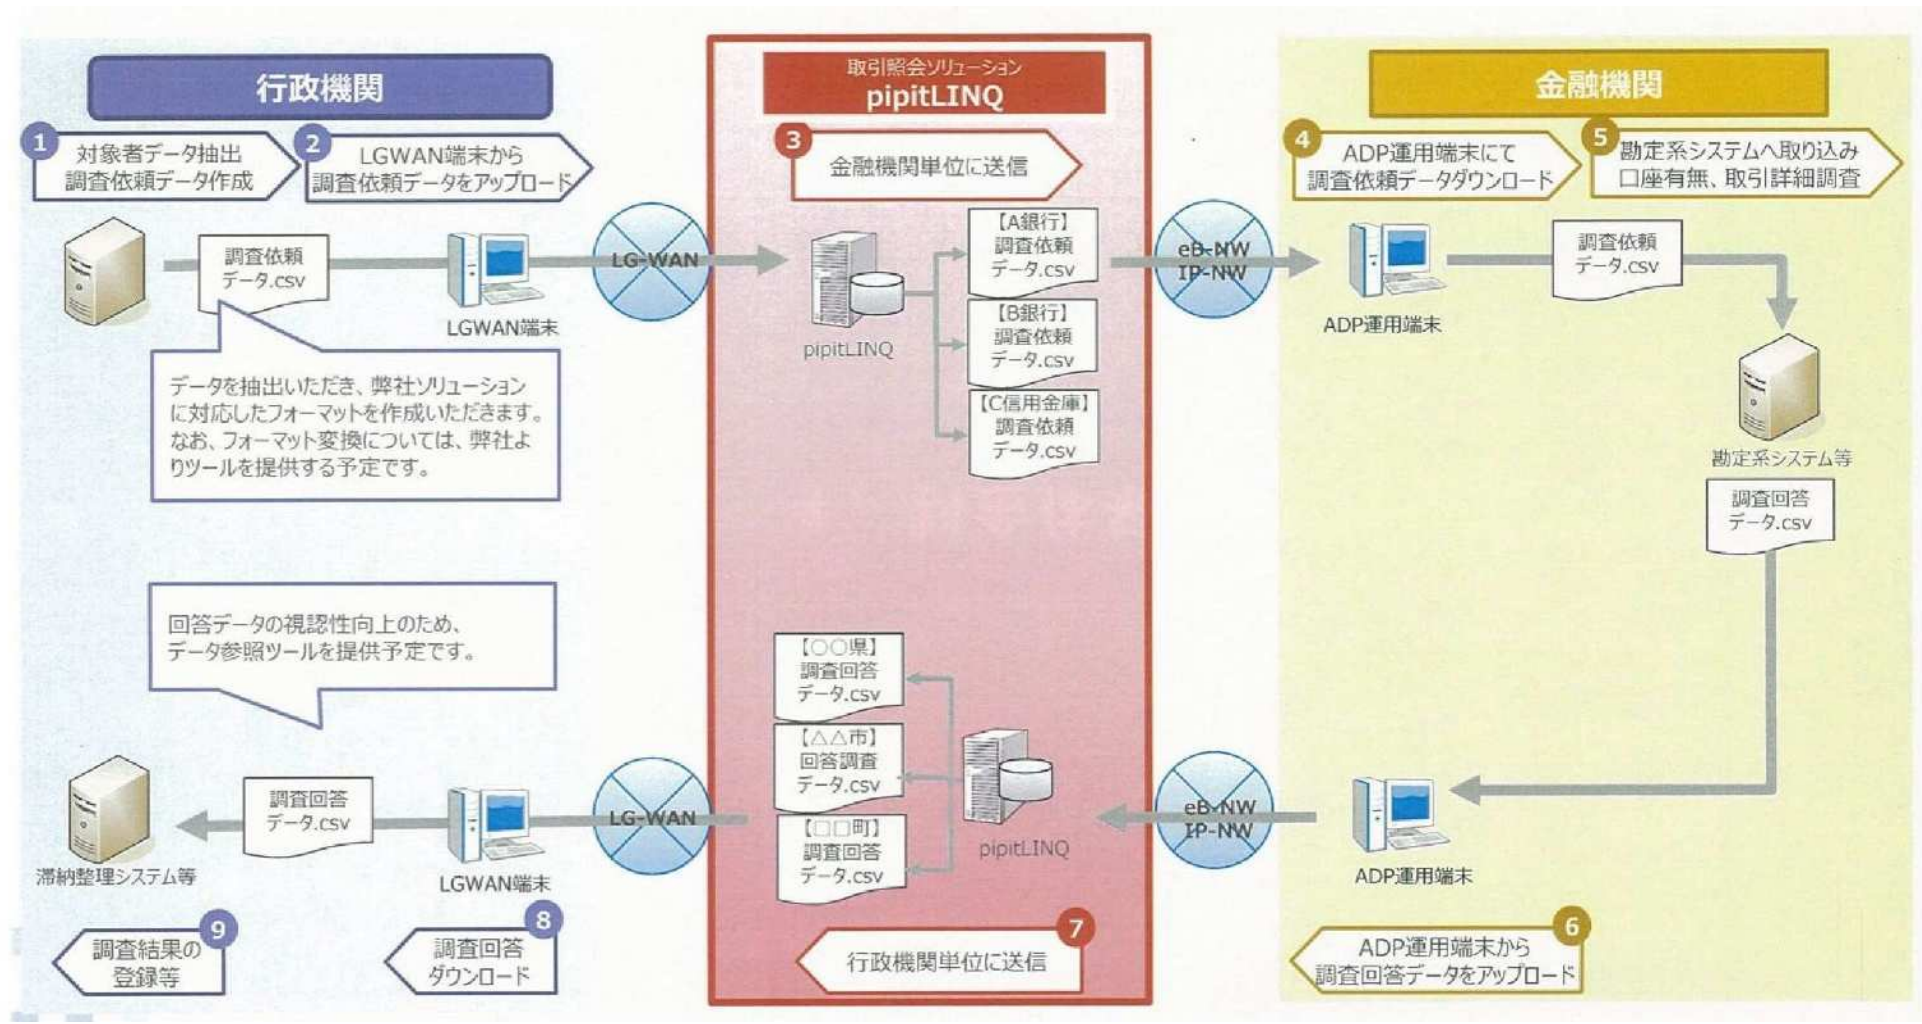 行政機関
取引照会ソリューション
pipitLINQ
金融機関
1
対象者データ抽出
調査依頼データ作成
2
LGWAN端末から
調査依頼データをアップロード
3
金融機関単位に送信
4
ADP運用端末にて
調査依頼データダウンロード
5
勘定系システムへ取り込み
口座有無、取引詳細調査
調査依頼
データ.csv
LGWAN端末
LG-WAN
pipitLINQ
【A銀行】
調査依頼
データ.csv
【B銀行】
調査依頼
データ.csv
【C信用金庫】
調査依頼
データ.csv
eB-NW
IP-NW
ADP運用端末
調査依頼
データ.csv
勘定系システム等
データを抽出いただき、弊社ソリューション
に対応したフォーマットを作成いただきます。
なお、フォーマット変換については、弊社よ
りツールを提供する予定です。
調査回答
データ.csv
回答データの視認性向上のため、
データ参照ツールを提供予定です。
【○○県】
調査回答
データ.csv
【△△市】
回答調査
データ.csv
【□□町】
調査回答
データ.csv
pipitLINQ
eB-NW
IP-NW
ADP運用端末
LG-WAN
LGWAN端末
調査回答
データ.csv
滞納整理システム等
9
調査結果の
登録等
8
調査回答
ダウンロード
7
行政機関単位に送信
6
ADP運用端末から
調査回答データをアップロード